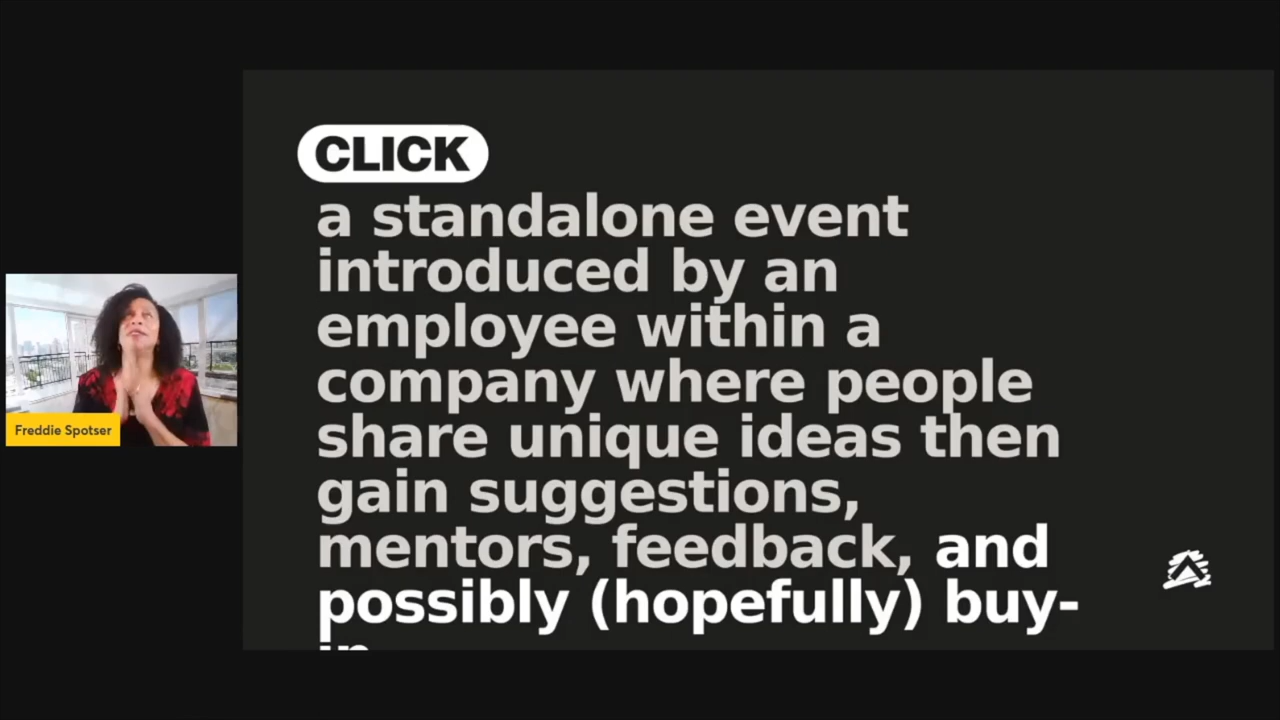 CLICK
a standalone event
introduced by an
employee within a
company where people
share unique ideas then
gain suggestions,
mentors, feedback, and
possibly (hopefully) buy-
in
Freddie Spotser